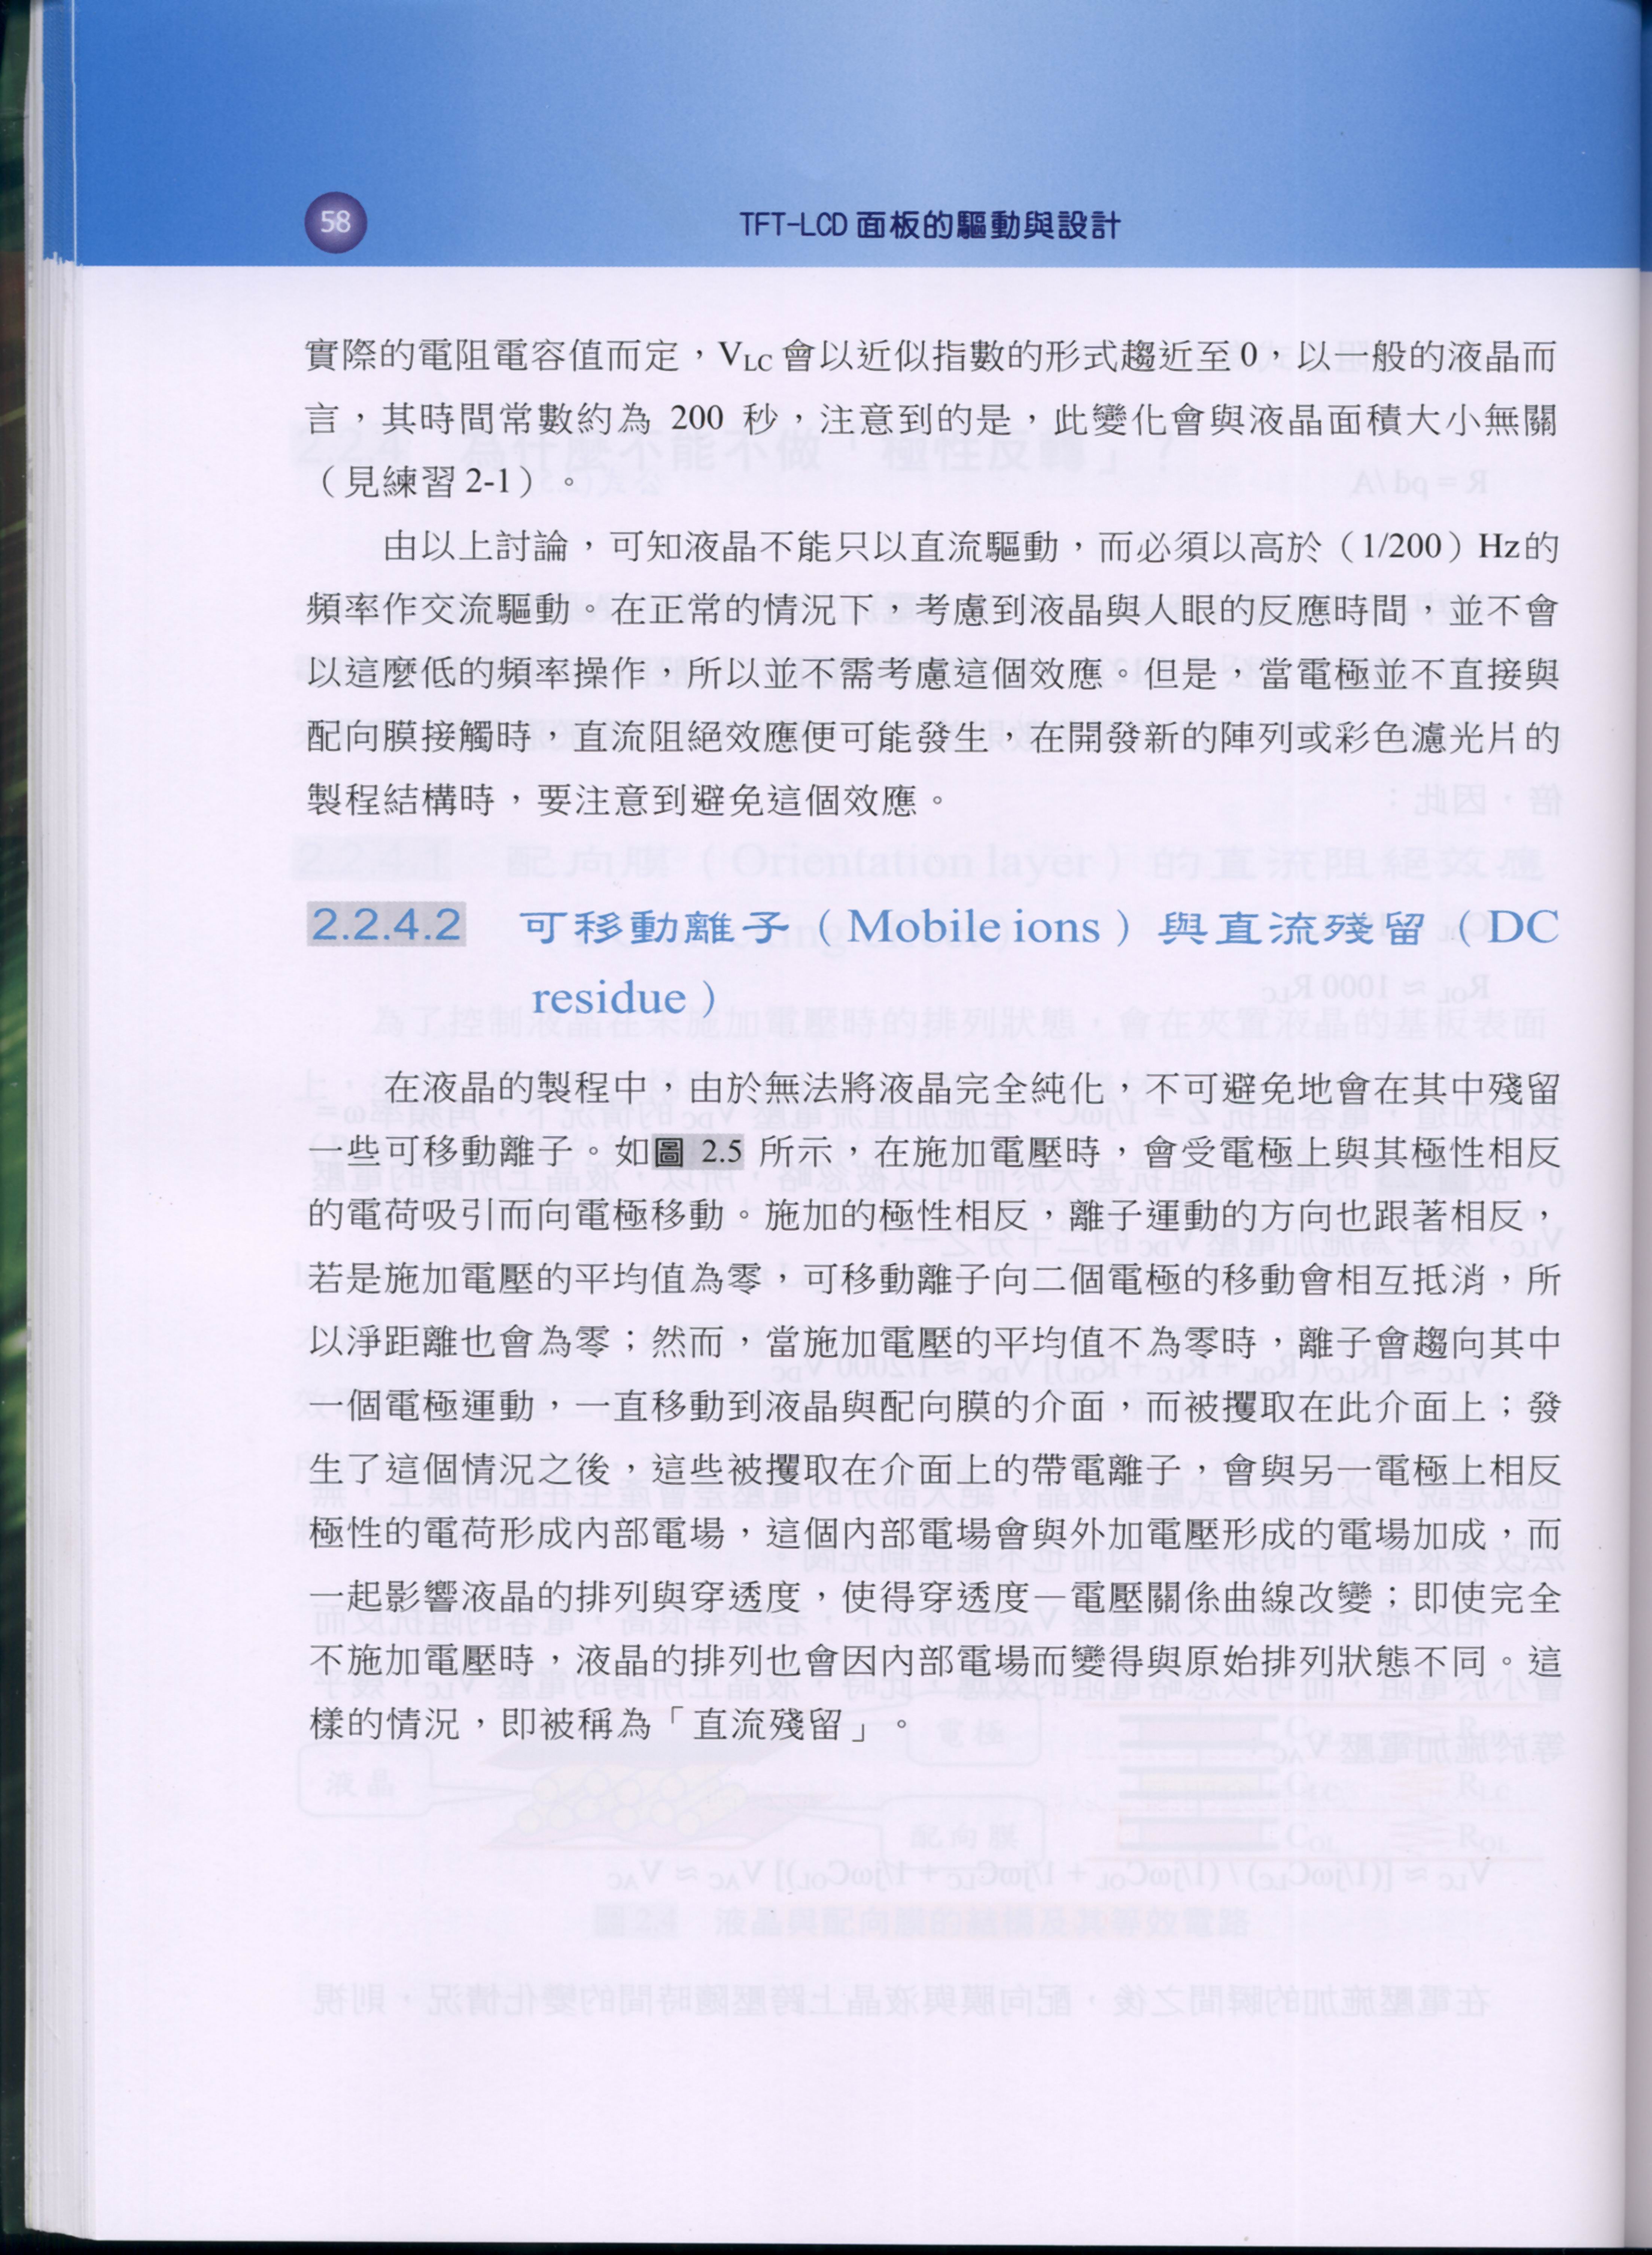 58
TFT-LCD 面板的驅動與設計
實際的電阻電容值而定，VLC 會以近似指數的形式趨近至 0，以一般的液晶而
言，其時間常數約為 200 秒，注意到的是，此變化會與液晶面積大小無關
（見練習 2-1）。
由以上討論，可知液晶不能只以直流驅動，而必須以高於（1/200）Hz的
頻率作交流驅動。在正常的情況下，考慮到液晶與人眼的反應時間，並不會
以這麼低的頻率操作，所以並不需考慮這個效應。但是，當電極並不直接與
配向膜接觸時，直流阻絕效應便可能發生，在開發新的陣列或彩色濾光片的
製程結構時，要注意到避免這個效應。
2.2.4.2 可移動離子（Mobile ions）與直流殘留（DC
residue）
在液晶的製程中，由於無法將液晶完全純化，不可避免地會在其中殘留
一些可移動離子。如圖 2.5 所示，在施加電壓時，會受電極上與其極性相反
的電荷吸引而向電極移動。施加的極性相反，離子運動的方向也跟著相反，
若是施加電壓的平均值為零，可移動離子向二個電極的移動會相互抵消，所
以淨距離也會為零；然而，當施加電壓的平均值不為零時，離子會趨向其中
一個電極運動，一直移動到液晶與配向膜的介面，而被攫取在此介面上；發
生了這個情況之後，這些被攫取在介面上的帶電離子，會與另一電極上相反
極性的電荷形成內部電場，這個內部電場會與外加電壓形成的電場加成，而
一起影響液晶的排列與穿透度，使得穿透度—電壓關係曲線改變；即使完全
不施加電壓時，液晶的排列也會因內部電場而變得與原始排列狀態不同。這
樣的情況，即被稱為「直流殘留」。